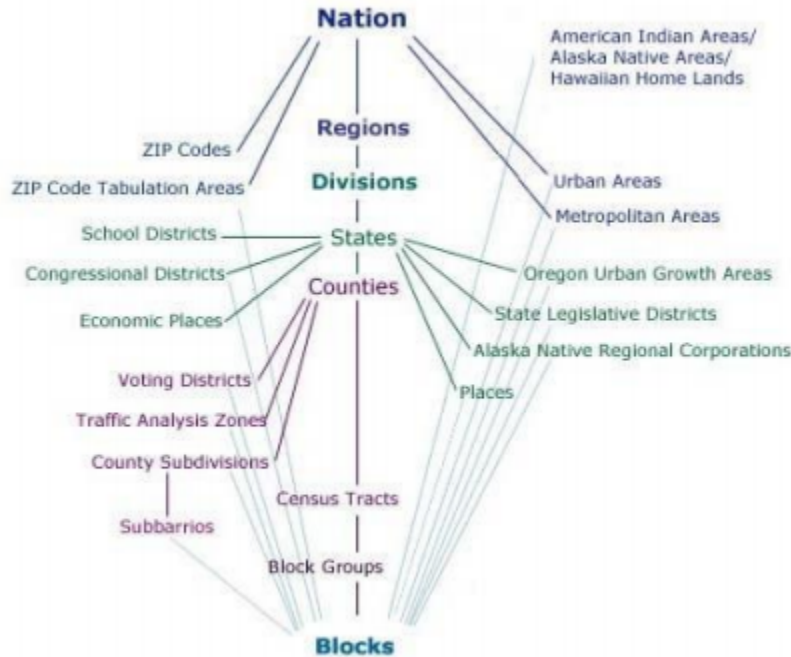 Nation
American Indian Areas/
Alaska Native Areas/
Hawaiian Home Lands
Regions
ZIP Codes
Divisions
Urban Areas
ZIP Code Tabulation Areas
Metropolitan Areas
School Districts
States
Congressional Districts
Oregon Urban Growth Areas
Counties
State Legislative Districts
Economic Places
Alaska Native Regional Corporations
Voting Districts
Places
Traffic Analysis Zones
County Subdivisions
Census Tracts
Subbarrios
Block Groups
Blocks